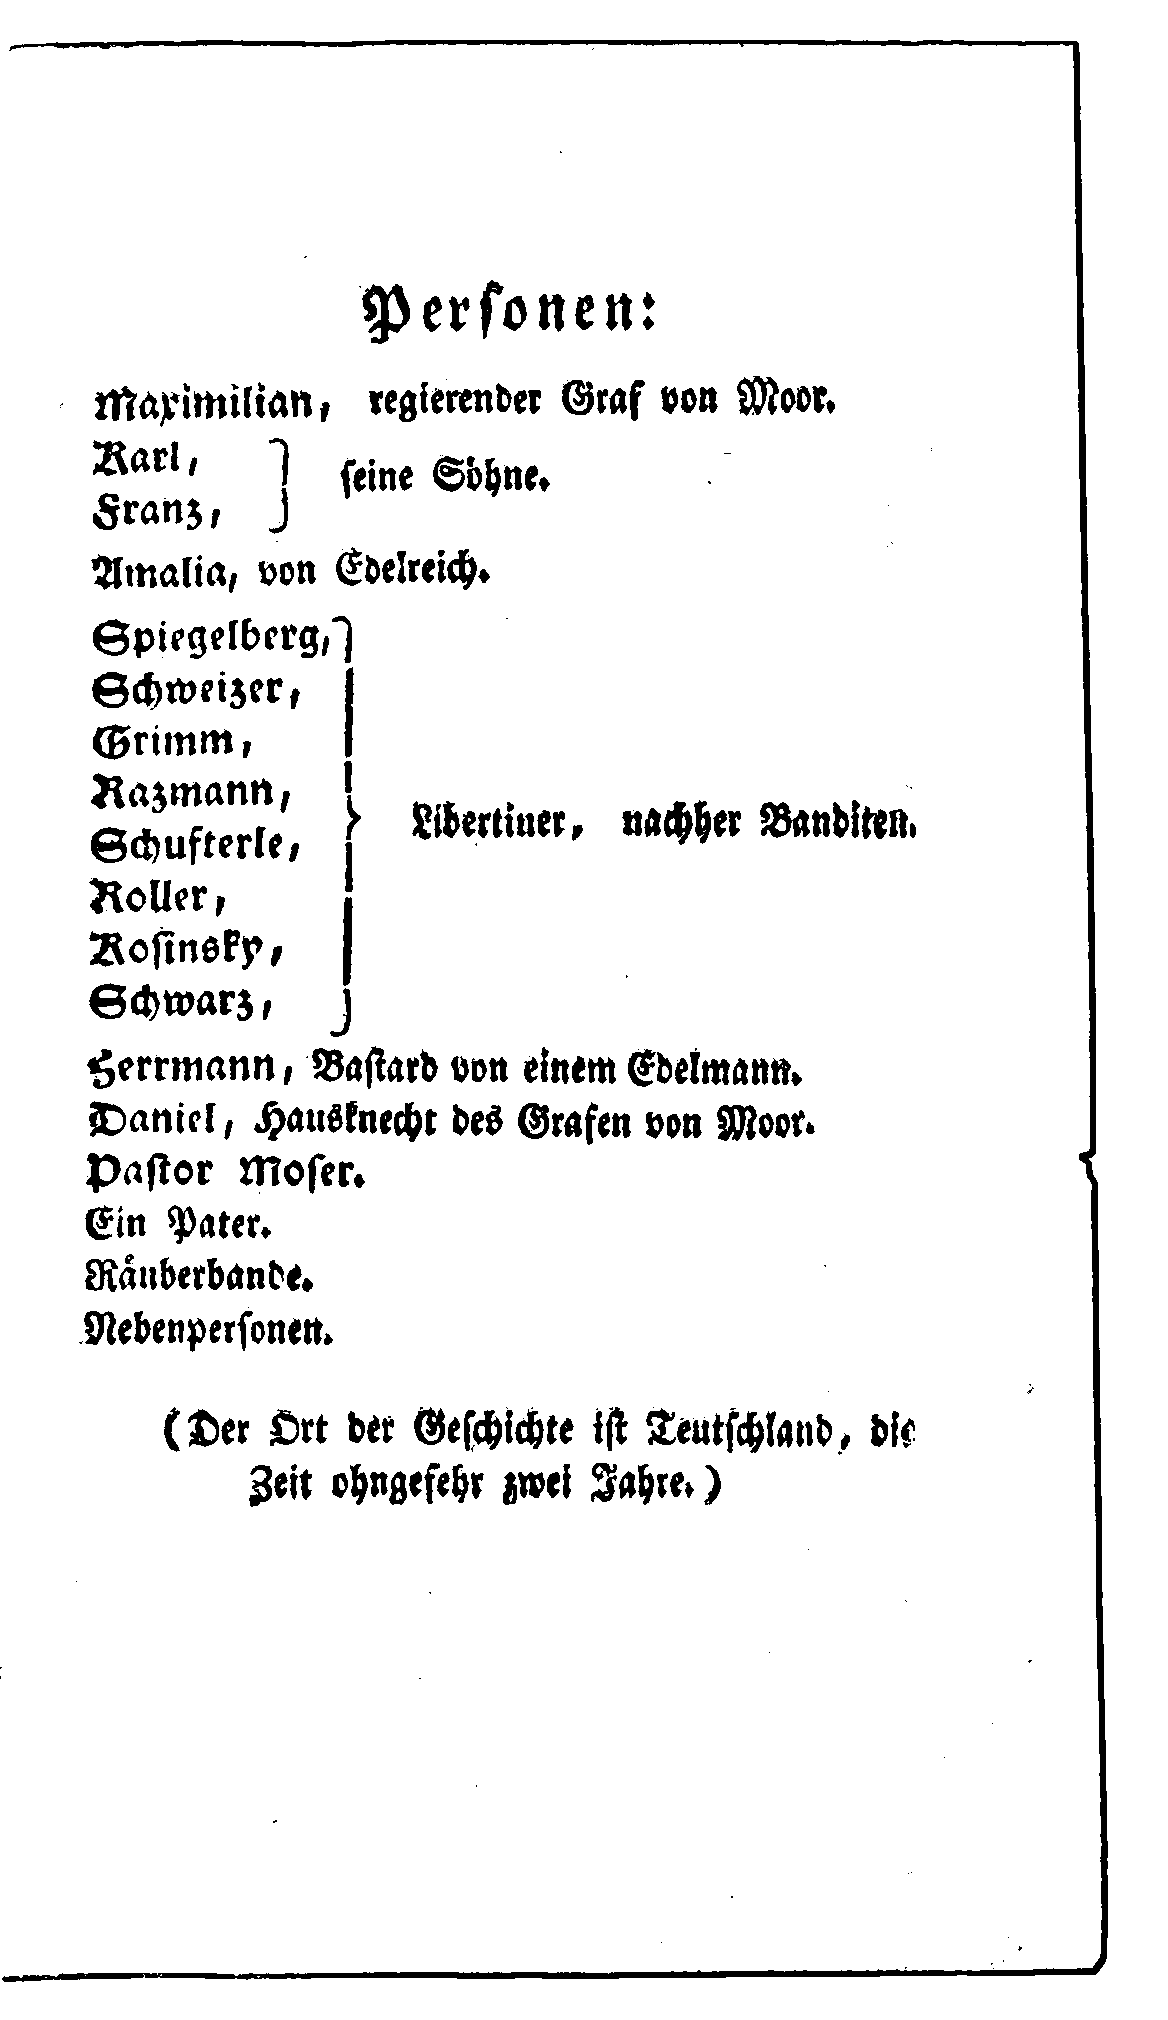 Personen:
Maximilian, regierender Graf von Moor.
Karl,
Franz,
seine Söhne.
Amalia, von Edelreich.
Spiegelberg,
Schweizer,
Grimm,
Razmann,
Schufterle,
Roller,
Kosinsky,
Schwarz,
Libertiner, nachher Banditen.
Herrmann, Bastard von einem Edelmann.
Daniel, Hausknecht des Grafen von Moor.
Pastor Moser.
Ein Pater.
Räuberbande.
Nebenpersonen.
(Der Ort der Geschichte ist Teutschland, die
Zeit ohngefehr zwei Jahre.)